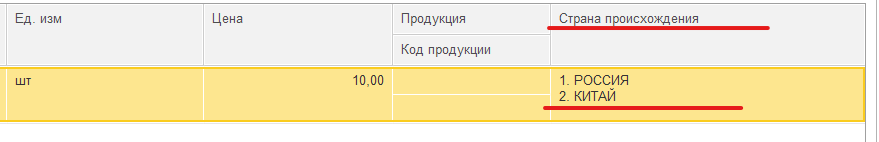 Ед. изм
Цена
Продукция
Страна происхождения
Код продукции
шт
10,00
1. РОССИЯ
2. КИТАЙ